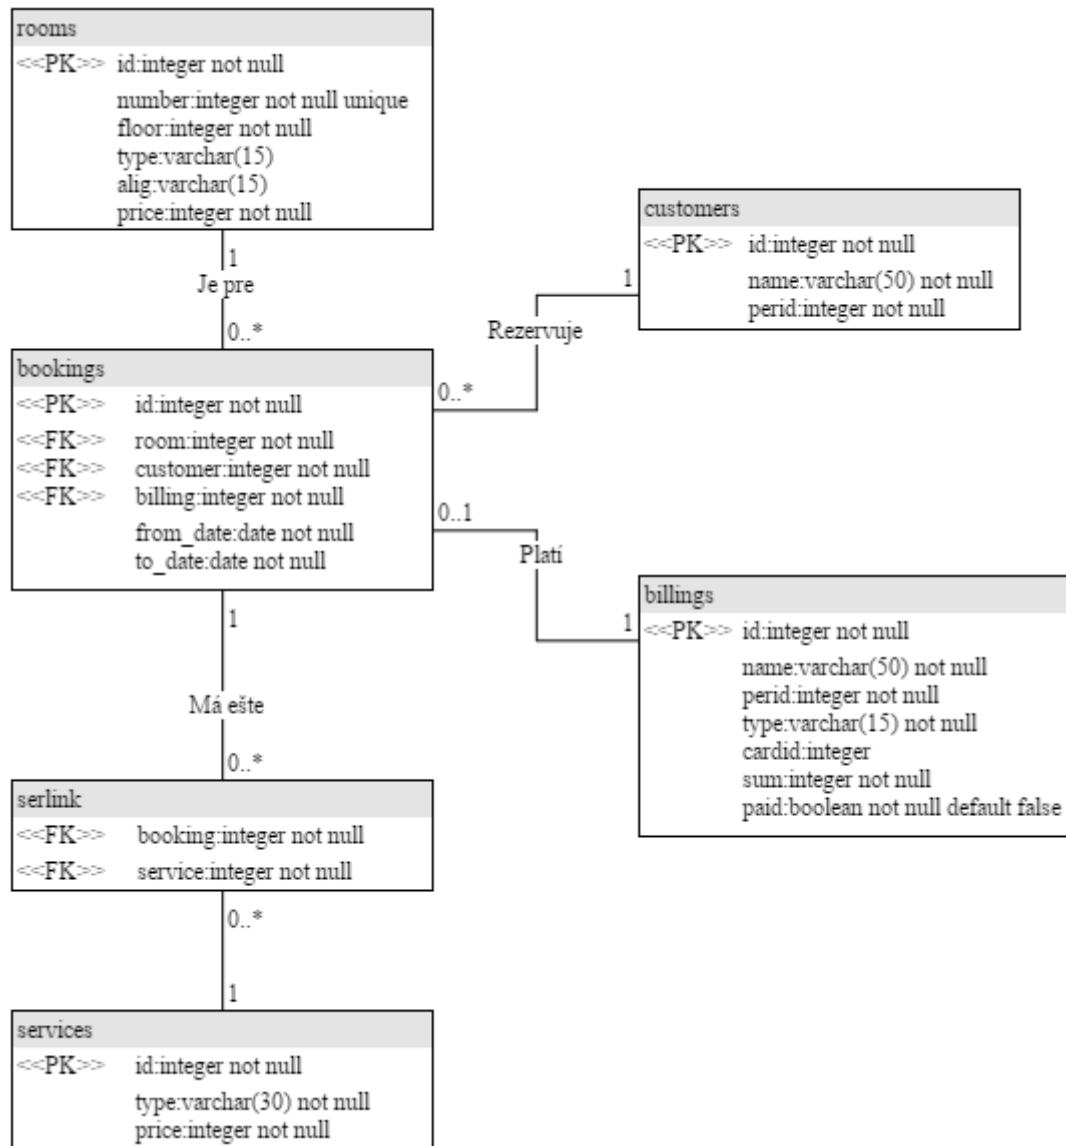 rooms
<<PK>> id:integer not null
number:integer not null unique
floor:integer not null
type:varchar(15)
alig:varchar(15)
price:integer not null
1
Je pre
0..*
customers
<<PK>> id:integer not null
name:varchar(50) not null
perid:integer not null
1
Rezervuje
0..*
bookings
<<PK>> id:integer not null
<<FK>> room:integer not null
<<FK>> customer:integer not null
<<FK>> billing:integer not null
from_date:date not null
to_date:date not null
0..1
Platí
1
billings
<<PK>> id:integer not null
name:varchar(50) not null
perid:integer not null
type:varchar(15) not null
cardid:integer
sum:integer not null
paid:boolean not null default false
1
Má ešte
0..*
serlink
<<FK>> booking:integer not null
<<FK>> service:integer not null
0..*
1
services
<<PK>> id:integer not null
type:varchar(30) not null
price:integer not null